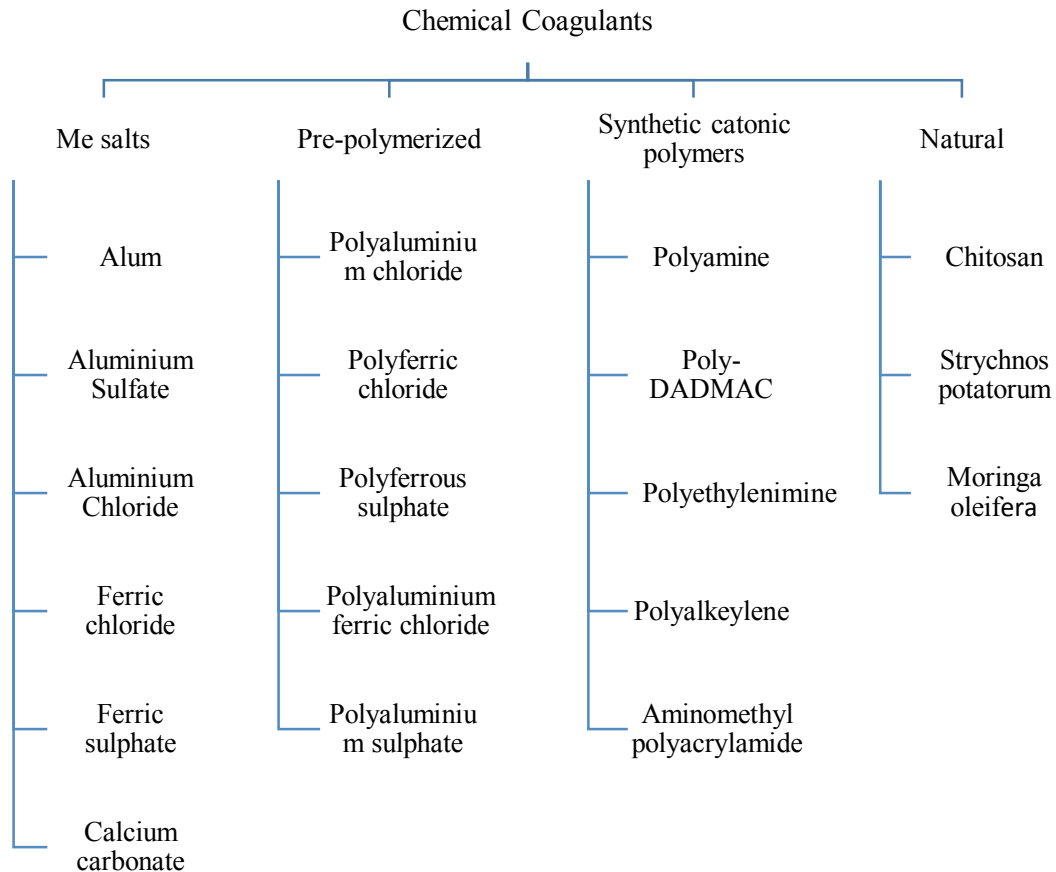 Chemical Coagulants
Me salts
Alum
Aluminium
Sulfate
Aluminium
Chloride
Ferric
chloride
Ferric
sulphate
Calcium
carbonate
Pre-polymerized
Polyaluminiu
m chloride
Polyferric
chloride
Polyferrous
sulphate
Polyaluminium
ferric chloride
Polyaluminiu
m sulphate
Synthetic catonic
polymers
Polyamine
Poly-
DADMAC
Polyethylenimine
Polyalkeylene
Aminomethyl
polyacrylamide
Natural
Chitosan
Strychnos
potatorum
Moringa
oleifera